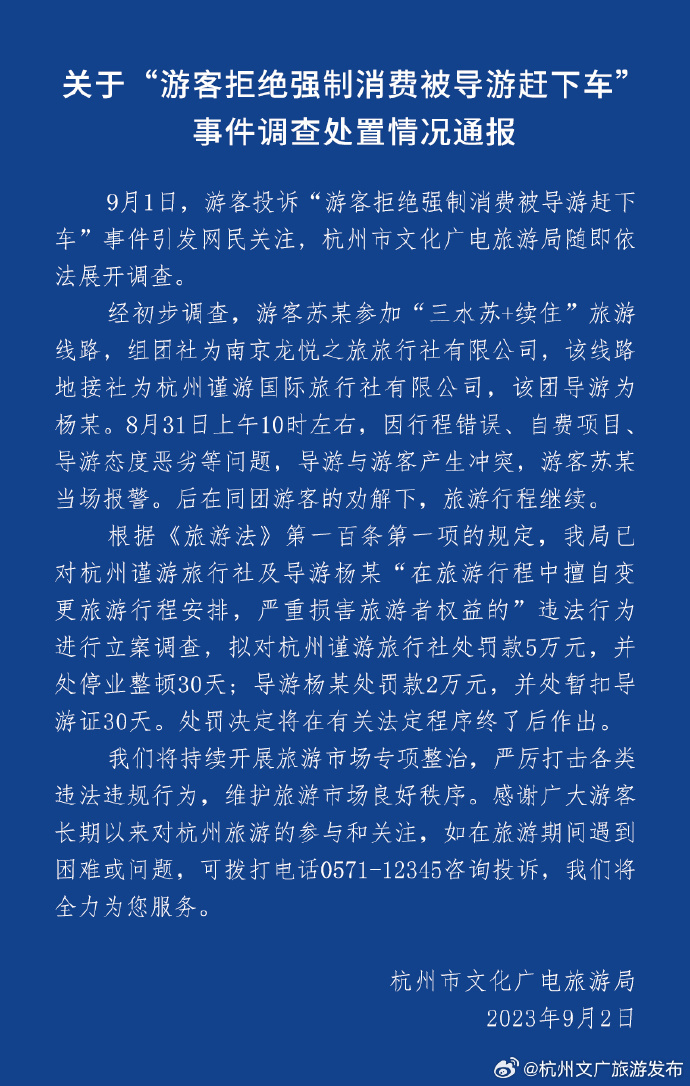 关于“游客拒绝强制消费被导游赶下车”
事件调查处置情况通报
9月1日，游客投诉“游客拒绝强制消费被导游赶下
车”事件引发网民关注，杭州市文化广电旅游局随即依
法展开调查。
经初步调查，游客苏某参加“三水苏+续住”旅游
线路，组团社为南京龙悦之旅旅行社有限公司，该线路
地接社为杭州谨游国际旅行社有限公司，该团导游为
杨某。8月31日上午10时左右，因行程错误、自费项目、
导游态度恶劣等问题，导游与游客产生冲突，游客苏某
当场报警。后在同团游客的劝解下，旅游行程继续。
根据《旅游法》第一百条第一项的规定，我局已
对杭州谨游旅行社及导游杨某“在旅游行程中擅自变
更旅游行程安排，严重损害旅游者权益的”违法行为
进行立案调查，拟对杭州谨游旅行社处罚款5万元，并
处停业整顿30天；导游杨某处罚款2万元，并处暂扣导
游证30天。处罚决定将在有关法定程序终了后作出。
我们将持续开展旅游市场专项整治，严厉打击各类
违法违规行为，维护旅游市场良好秩序。感谢广大游客
长期以来对杭州旅游的参与和关注，如在旅游期间遇到
困难或问题，可拨打电话0571-12345咨询投诉，我们将
全力为您服务。
杭州市文化广电旅游局
2023年9月2日
@杭州文广旅游发布